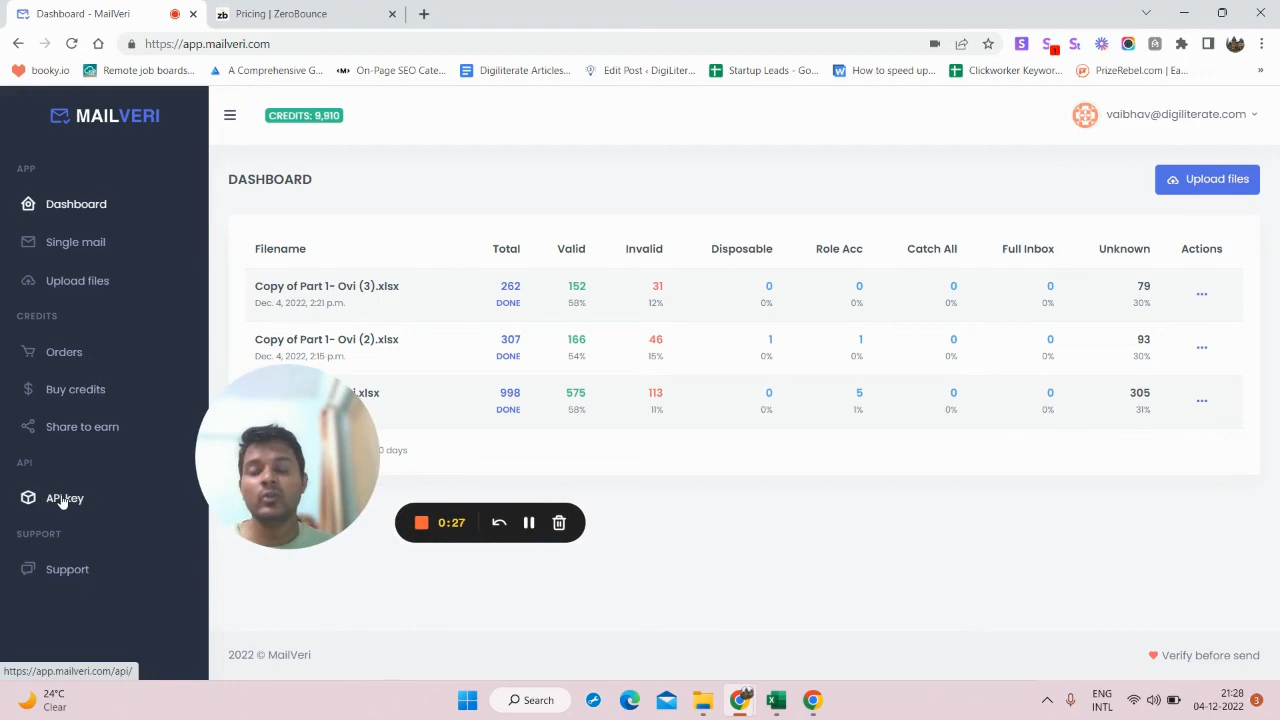 Dashboard - MailVeri
zb Pricing | ZeroBounce
https://app.mailveri.com
booky.io
Remote job boards...
A Comprehensive G...
On-Page SEO Cate...
Digiliterate Articles...
Edit Post ‹ DigiLiter...
Startup Leads - Go...
Clickworker Keywor...
How to speed up...
PrizeRebel.com | Ea...
MAILVERI
CREDITS: 9,910
vaibhav@digiliterate.com
APP
Dashboard
Single mail
Upload files
CREDITS
Orders
Buy credits
Share to earn
API
API key
SUPPORT
Support
DASHBOARD
Upload files
Filename Total Valid Invalid Disposable Role Acc Catch All Full Inbox Unknown Actions
Copy of Part 1- Ovi (3).xlsx 262 152 31 0 0 0 0 79
Dec. 4, 2022, 2:21 p.m. DONE 58% 12% 0% 0% 0% 0% 30%
Copy of Part 1- Ovi (2).xlsx 307 166 46 1 1 0 0 93
Dec. 4, 2022, 2:15 p.m. DONE 54% 15% 0% 0% 0% 0% 30%
.xlsx 998 575 113 0 5 0 0 305
DONE 58% 11% 0% 1% 0% 0% 31%
0 days
0:27
2022 © MailVeri
Verify before send
https://app.mailveri.com/api/
24°C
Clear
Search
ENG
INTL
21:28
04-12-2022
3